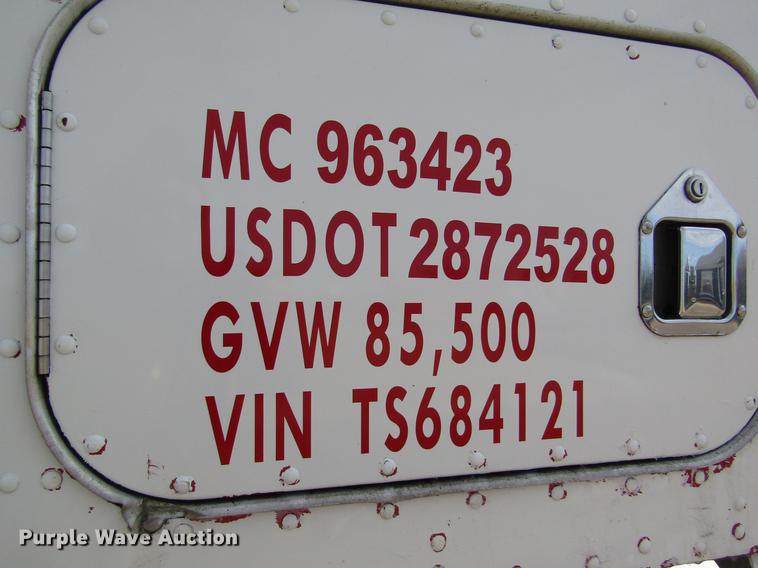 MC 963423
USDOT 2872528
GVW 85,500
VIN TS684121
Purple Wave Auction